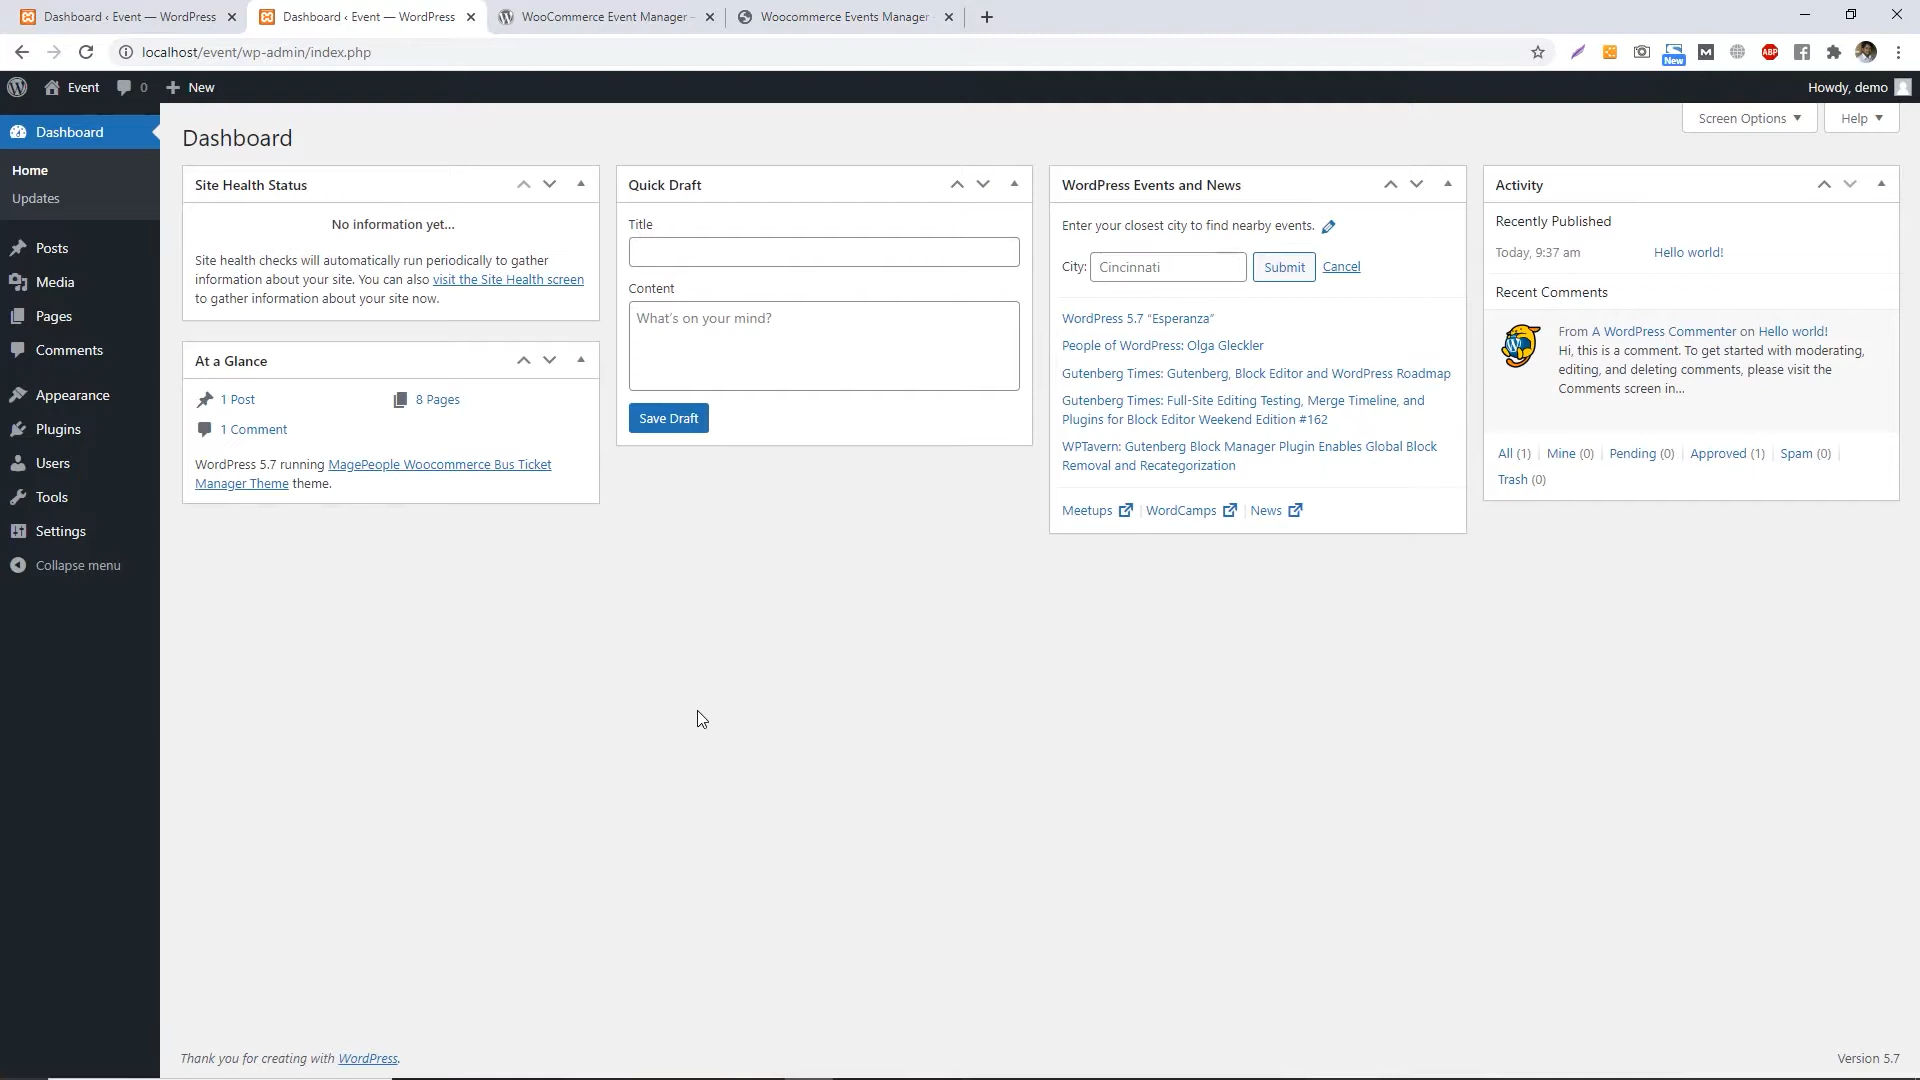 Dashboard ‹ Event — WordPress
Dashboard ‹ Event — WordPress
WooCommerce Event Manager –
Woocommerce Events Manager
localhost/event/wp-admin/index.php
New
ABP
Event
0
New
Howdy, demo
Dashboard
Home
Updates
Posts
Media
Pages
Comments
Appearance
Plugins
Users
Tools
Settings
Collapse menu
Screen Options
Help
Dashboard
Site Health Status
No information yet...
Site health checks will automatically run periodically to gather
information about your site. You can also visit the Site Health screen
to gather information about your site now.
At a Glance
1 Post
8 Pages
1 Comment
WordPress 5.7 running MagePeople Woocommerce Bus Ticket
Manager Theme theme.
Quick Draft
Title
Content
What's on your mind?
Save Draft
WordPress Events and News
Enter your closest city to find nearby events.
City: Cincinnati Submit Cancel
WordPress 5.7 “Esperanza”
People of WordPress: Olga Gleckler
Gutenberg Times: Gutenberg, Block Editor and WordPress Roadmap
Gutenberg Times: Full-Site Editing Testing, Merge Timeline, and
Plugins for Block Editor Weekend Edition #162
WPTavern: Gutenberg Block Manager Plugin Enables Global Block
Removal and Recategorization
Meetups | WordCamps | News
Activity
Recently Published
Today, 9:37 am Hello world!
Recent Comments
From A WordPress Commenter on Hello world!
Hi, this is a comment. To get started with moderating,
editing, and deleting comments, please visit the
Comments screen in...
All (1) | Mine (0) | Pending (0) | Approved (1) | Spam (0) |
Trash (0)
Thank you for creating with WordPress.
Version 5.7